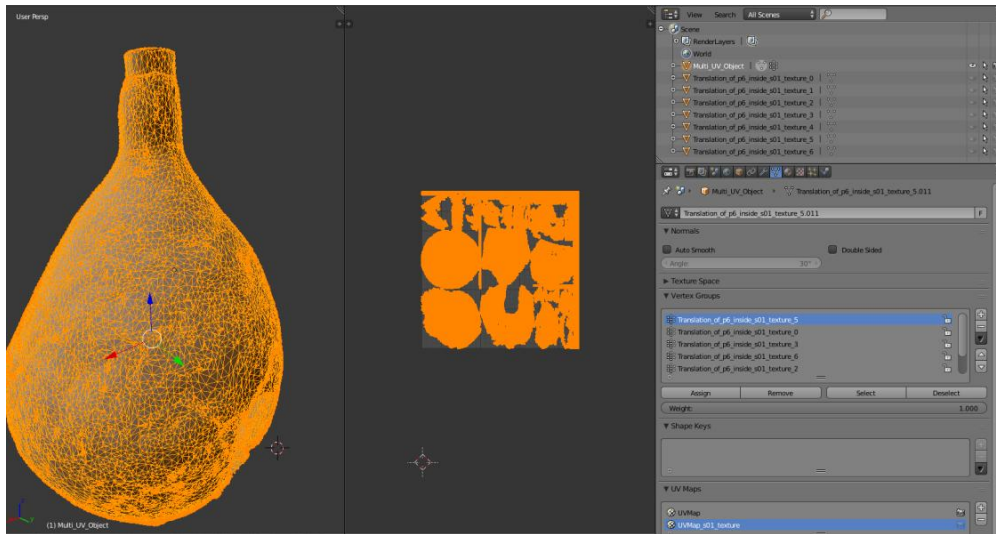 User Persp
(1) Multi_UV_Object
View Search All Scenes
Scene
RenderLayers
World
Multi_UV_Object
Translation_of_p6_inside_s01_texture_0
Translation_of_p6_inside_s01_texture_1
Translation_of_p6_inside_s01_texture_2
Translation_of_p6_inside_s01_texture_3
Translation_of_p6_inside_s01_texture_4
Translation_of_p6_inside_s01_texture_5
Translation_of_p6_inside_s01_texture_6
Multi_UV_Object Translation_of_p6_inside_s01_texture_5.011
Translation_of_p6_inside_s01_texture_5.011 F
Normals
Auto Smooth Double Sided
Angle: 30°
Texture Space
Vertex Groups
Translation_of_p6_inside_s01_texture_5
Translation_of_p6_inside_s01_texture_0
Translation_of_p6_inside_s01_texture_3
Translation_of_p6_inside_s01_texture_6
Translation_of_p6_inside_s01_texture_2
Assign Remove Select Deselect
Weight: 1.000
Shape Keys
UV Maps
UVMap
UVMap_s01_texture